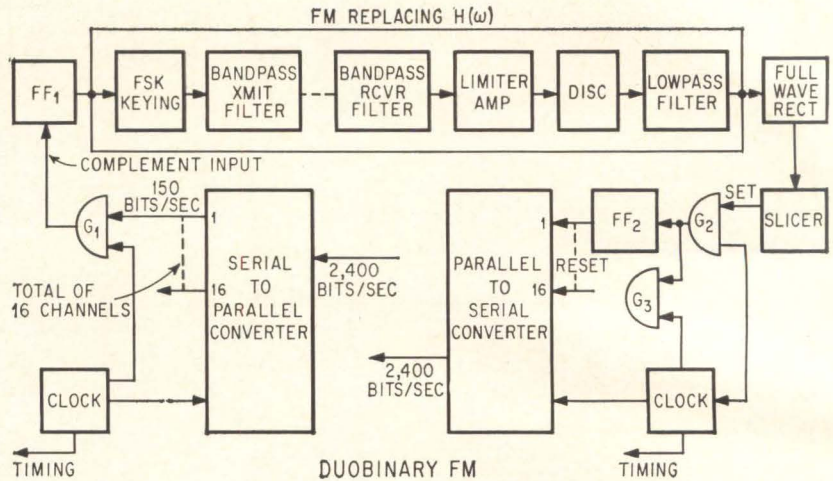 FM REPLACING H(ω)
FF₁
FSK
KEYING
BANDPASS
XMIT
FILTER
BANDPASS
RCVR
FILTER
LIMITER
AMP
DISC
LOWPASS
FILTER
FULL
WAVE
RECT
COMPLEMENT INPUT
150
BITS/SEC
G₁
1
16
SERIAL
TO
PARALLEL
CONVERTER
2,400
BITS/SEC
TOTAL OF
16 CHANNELS
CLOCK
TIMING
PARALLEL
TO
SERIAL
CONVERTER
1
16
RESET
FF₂
G₂
SET
SLICER
G₃
2,400
BITS/SEC
CLOCK
TIMING
DUOBINARY FM